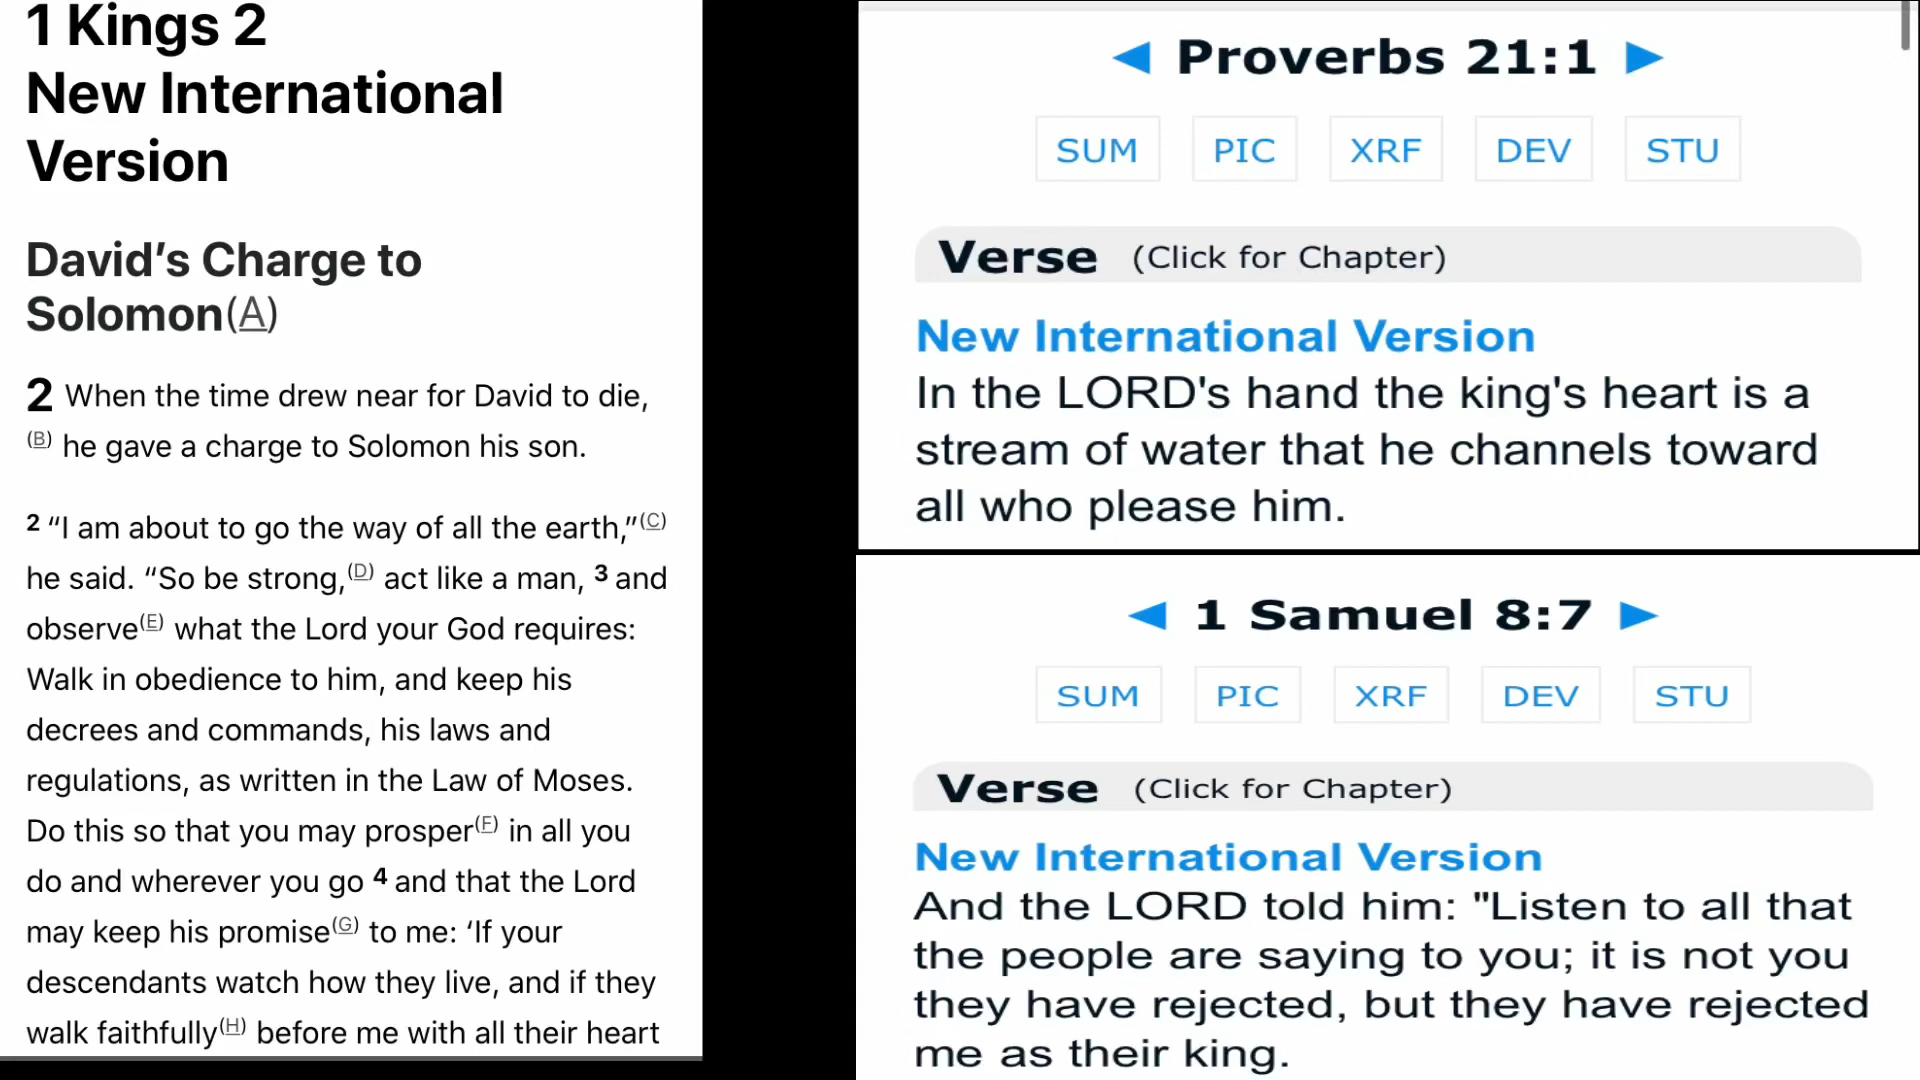 1 Kings 2
New International
Version
David's Charge to
Solomon(A)
2 When the time drew near for David to die,
(B) he gave a charge to Solomon his son.
2 “I am about to go the way of all the earth,”(C)
he said. “So be strong,(D) act like a man, 3 and
observe(E) what the Lord your God requires:
Walk in obedience to him, and keep his
decrees and commands, his laws and
regulations, as written in the Law of Moses.
Do this so that you may prosper(F) in all you
do and wherever you go 4 and that the Lord
may keep his promise(G) to me: ‘If your
descendants watch how they live, and if they
walk faithfully(H) before me with all their heart
◀ Proverbs 21:1 ▶
SUM PIC XRF DEV STU
Verse (Click for Chapter)
New International Version
In the LORD's hand the king's heart is a
stream of water that he channels toward
all who please him.
◀ 1 Samuel 8:7 ▶
SUM PIC XRF DEV STU
Verse (Click for Chapter)
New International Version
And the LORD told him: "Listen to all that
the people are saying to you; it is not you
they have rejected, but they have rejected
me as their king.